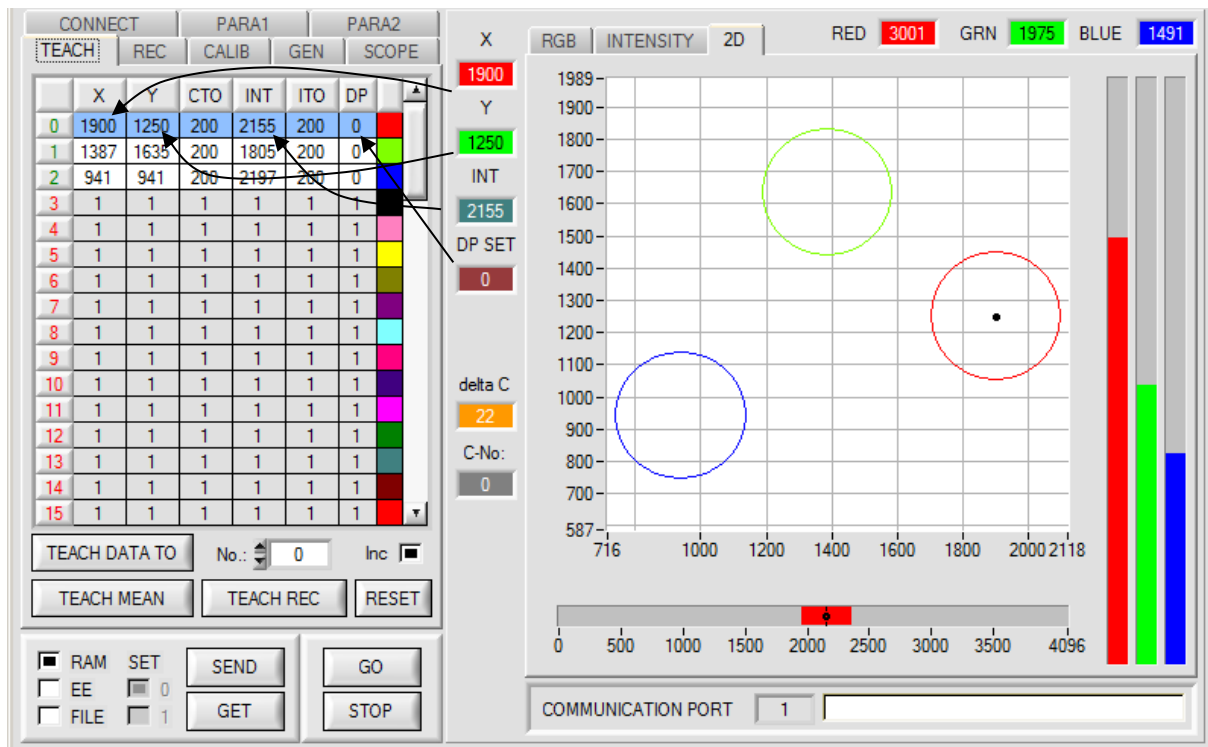 CONNECT PARA1 PARA2
TEACH REC CALIB GEN SCOPE
X Y CTO INT ITO DP
0 1900 1250 200 2155 200 0
1 1387 1635 200 1805 200 0
2 941 941 200 2197 200 0
3 1 1 1 1 1 1
4 1 1 1 1 1 1
5 1 1 1 1 1 1
6 1 1 1 1 1 1
7 1 1 1 1 1 1
8 1 1 1 1 1 1
9 1 1 1 1 1 1
10 1 1 1 1 1 1
11 1 1 1 1 1 1
12 1 1 1 1 1 1
13 1 1 1 1 1 1
14 1 1 1 1 1 1
15 1 1 1 1 1 1
TEACH DATA TO No.: 0 Inc
TEACH MEAN TEACH REC RESET
RAM SET SEND GO
EE 0
FILE 1 GET STOP
X
1900
Y
1250
INT
2155
DP SET
0
delta C
22
C-No:
0
RGB INTENSITY 2D RED 3001 GRN 1975 BLUE 1491
1989
1900
1800
1700
1600
1500
1400
1300
1200
1100
1000
900
800
700
587
716 1000 1200 1400 1600 1800 2000 2118
0 500 1000 1500 2000 2500 3000 3500 4096
COMMUNICATION PORT 1